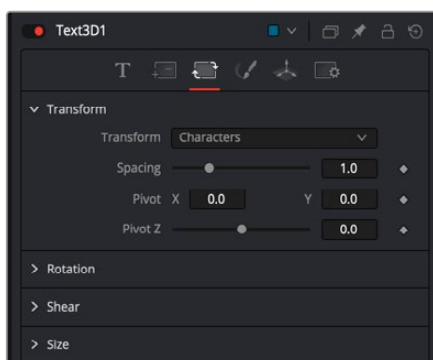 Text3D1
T
Transform
Transform Characters
Spacing 1.0
Pivot X 0.0 Y 0.0
Pivot Z 0.0
Rotation
Shear
Size